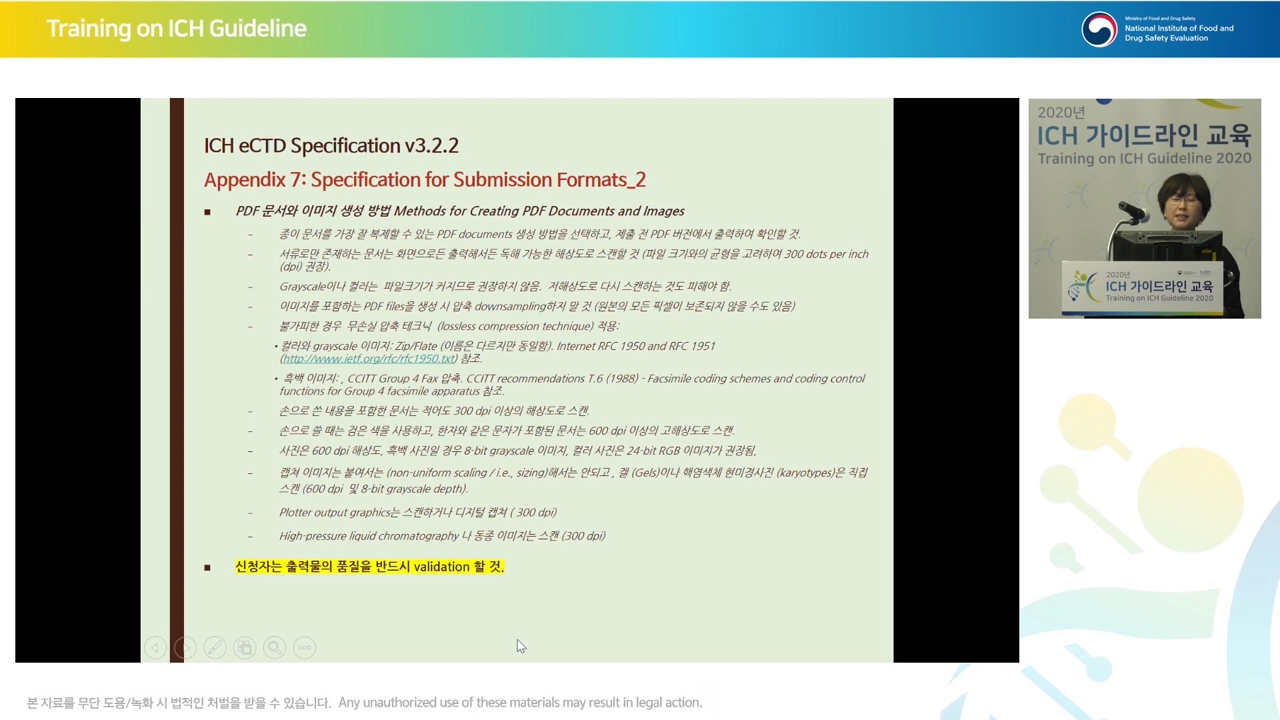 Training on ICH Guideline
Ministry of Food and Drug Safety
National Institute of Food and
Drug Safety Evaluation
ICH eCTD Specification v3.2.2
Appendix 7: Specification for Submission Formats_2
■ PDF 문서와 이미지 생성 방법 Methods for Creating PDF Documents and Images
– 종이 문서를 가장 잘 복제할 수 있는 PDF documents 생성 방법을 선택하고, 제출 전 PDF 버전에서 출력하여 확인할 것.
– 서류로만 존재하는 문서는 화면으로든 출력해서든 독해 가능한 해상도로 스캔할 것 (파일 크기와의 균형을 고려하여 300 dots per inch
(dpi) 권장).
– Grayscale이나 컬러는 파일크기가 커지므로 권장하지 않음. 저해상도로 다시 스캔하는 것도 피해야 함.
– 이미지를 포함하는 PDF files을 생성 시 압축 downsampling하지 말 것 (원본의 모든 픽셀이 보존되지 않을 수도 있음)
– 불가피한 경우 무손실 압축 테크닉 (lossless compression technique) 적용:
• 컬러와 grayscale 이미지: Zip/Flate (이름은 다르지만 동일함). Internet RFC 1950 and RFC 1951
(http://www.ietf.org/rfc/rfc1950.txt) 참조.
• 흑백 이미지: , CCITT Group 4 Fax 압축. CCITT recommendations T.6 (1988) - Facsimile coding schemes and coding control
functions for Group 4 facsimile apparatus 참조.
– 손으로 쓴 내용을 포함한 문서는 적어도 300 dpi 이상의 해상도로 스캔.
– 손으로 쓸 때는 검은 색을 사용하고, 한자와 같은 문자가 포함된 문서는 600 dpi 이상의 고해상도로 스캔.
– 사진은 600 dpi 해상도, 흑백 사진일 경우 8-bit grayscale 이미지, 컬러 사진은 24-bit RGB 이미지가 권장됨,
– 캡쳐 이미지는 붙여서는 (non-uniform scaling / i.e., sizing)해서는 안되고 , 겔 (Gels)이나 핵염색체 현미경사진 (karyotypes)은 직접
스캔 (600 dpi 및 8-bit grayscale depth).
– Plotter output graphics는 스캔하거나 디지털 캡쳐 ( 300 dpi)
– High-pressure liquid chromatography 나 동종 이미지는 스캔 (300 dpi)
■ 신청자는 출력물의 품질을 반드시 validation 할 것.
2020년
ICH 가이드라인 교육
Training on ICH Guideline 2020
2020년
ICH 가이드라인 교육
Training on ICH Guideline 2020
본 자료를 무단 도용/녹화 시 법적인 처벌을 받을 수 있습니다. Any unauthorized use of these materials may result in legal action.